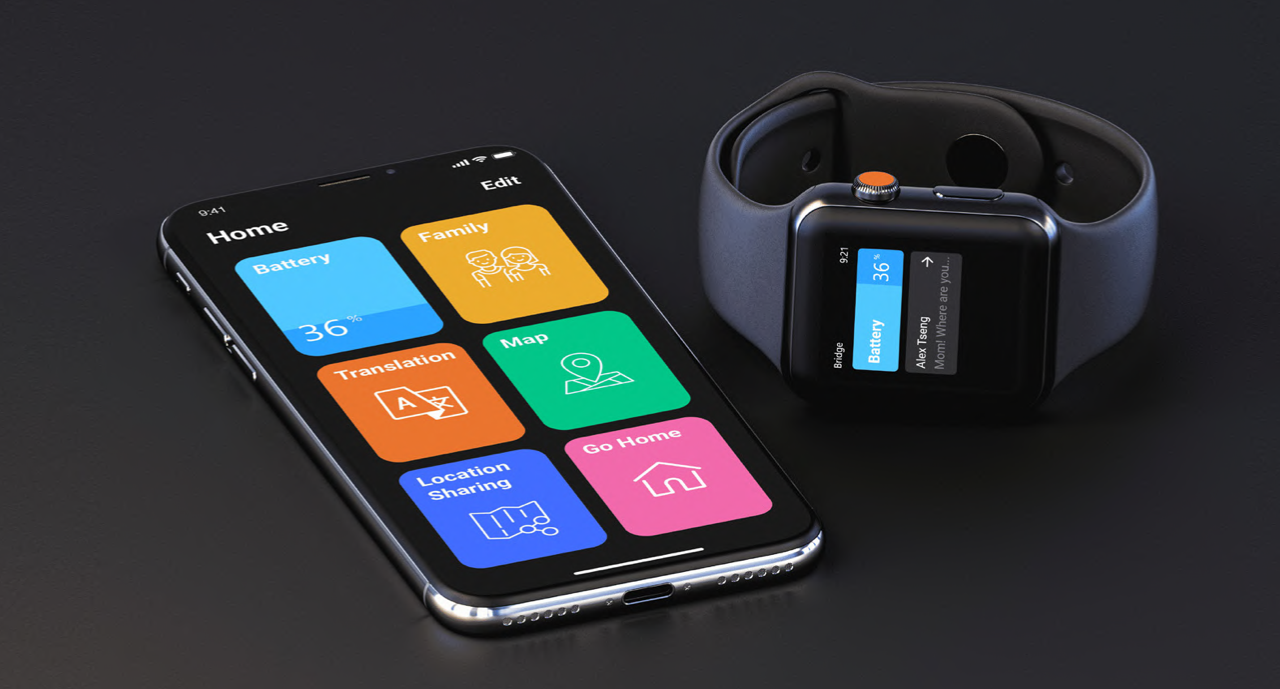 9:41
Edit
Home
Battery
36%
Family
Translation
A 文
Map
Location
Sharing
Go Home
Bridge
9:21
Battery
36%
Alex Tseng
Mom! Where are you...